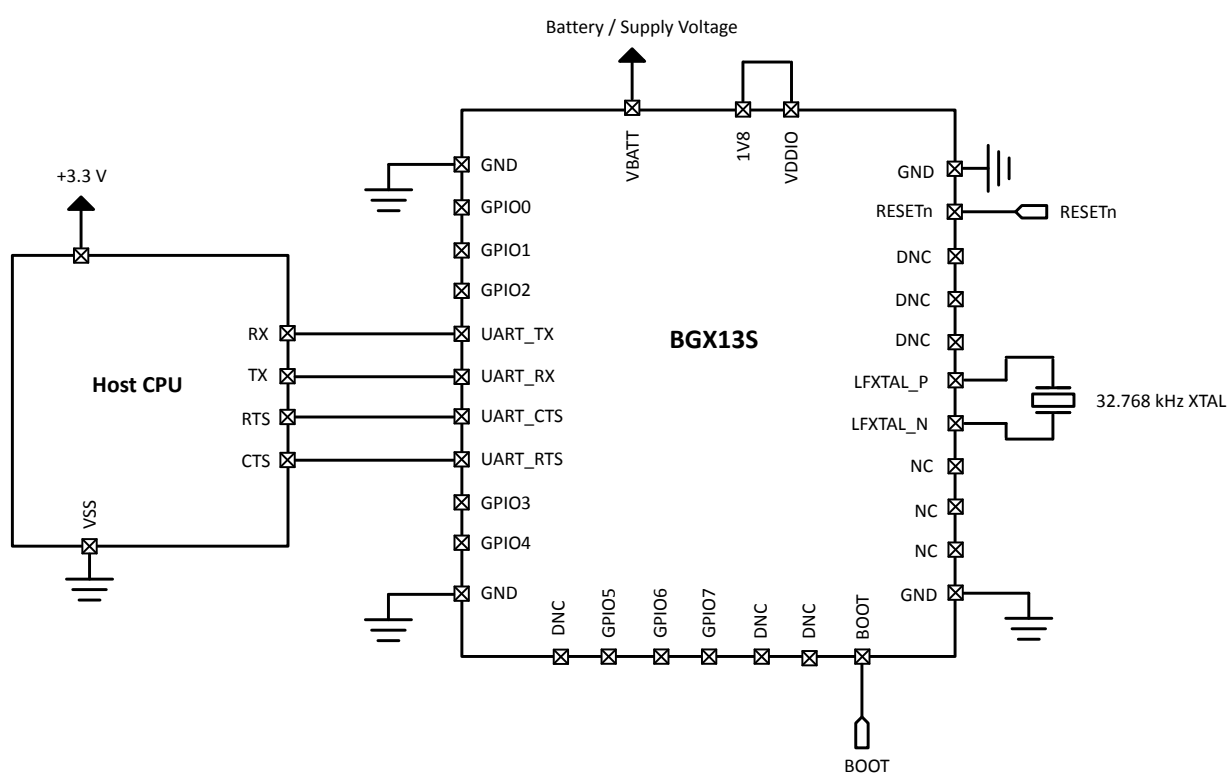 Battery / Supply Voltage
VBATT
1V8
VDDIO
+3.3 V
Host CPU
RX
TX
RTS
CTS
VSS
GND
GPIO0
GPIO1
GPIO2
UART_TX
UART_RX
UART_CTS
UART_RTS
GPIO3
GPIO4
GND
BGX13S
GND
RESETn
RESETn
DNC
DNC
DNC
LFXTAL_P
LFXTAL_N
32.768 kHz XTAL
NC
NC
NC
GND
DNC
GPIO5
GPIO6
GPIO7
DNC
DNC
BOOT
BOOT